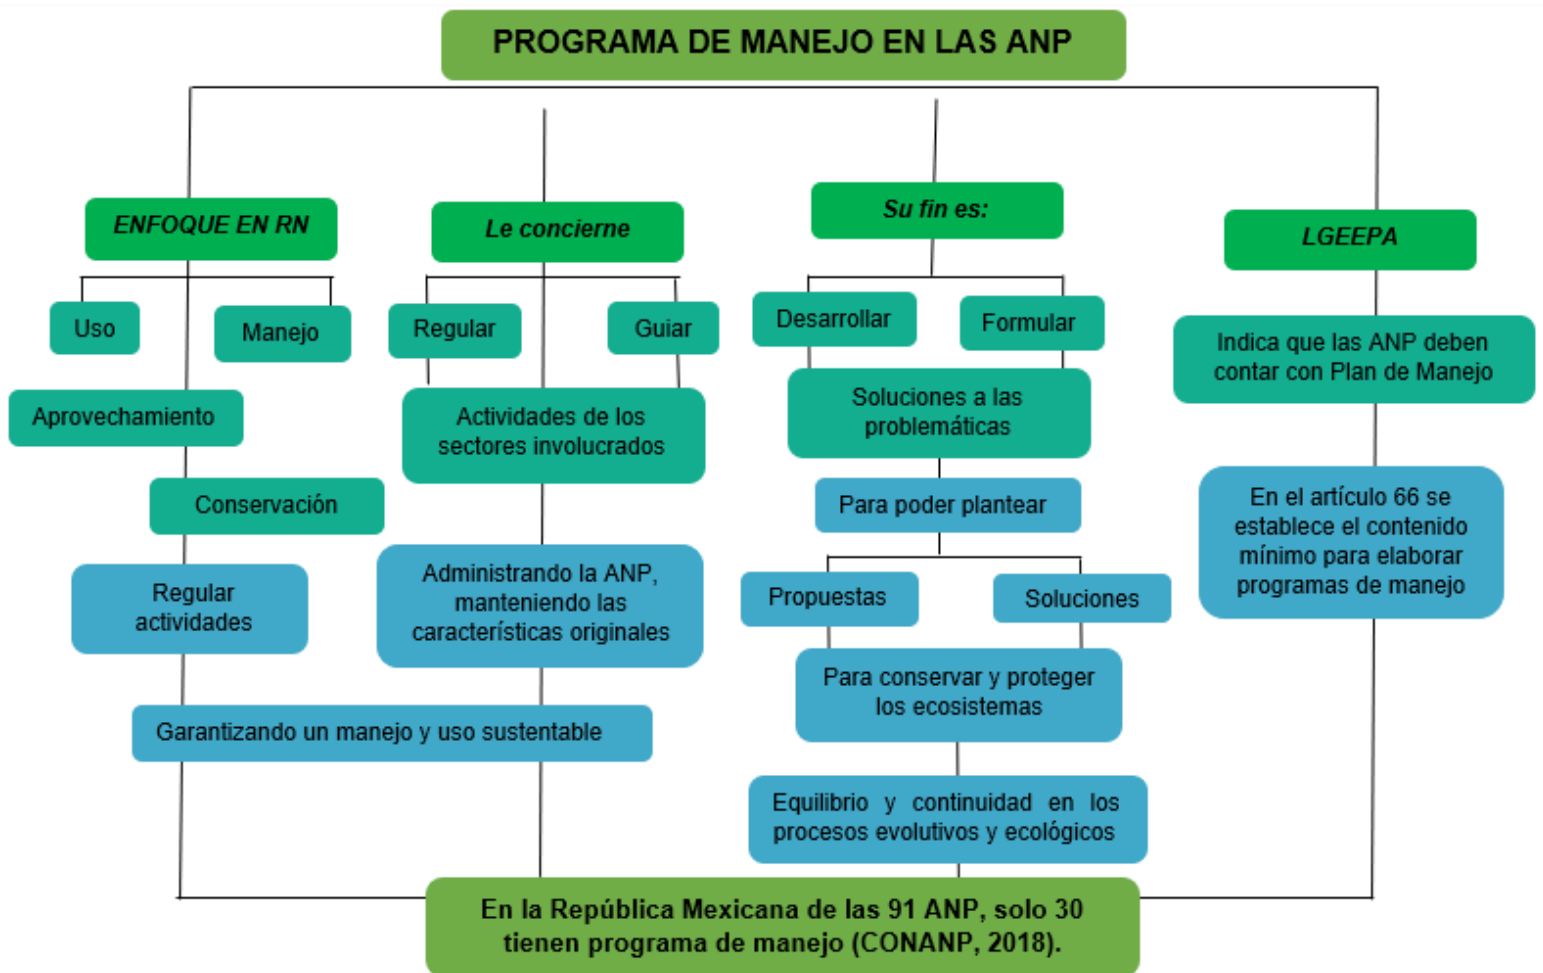 PROGRAMA DE MANEJO EN LAS ANP
ENFOQUE EN RN
Uso
Manejo
Aprovechamiento
Conservación
Regular
actividades
Le concierne
Regular
Guiar
Actividades de los
sectores involucrados
Administrando la ANP,
manteniendo las
características originales
Garantizando un manejo y uso sustentable
Su fin es:
Desarrollar
Formular
Soluciones a las
problemáticas
Para poder plantear
Propuestas
Soluciones
Para conservar y proteger
los ecosistemas
Equilibrio y continuidad en los
procesos evolutivos y ecológicos
LGEEPA
Indica que las ANP deben
contar con Plan de Manejo
En el artículo 66 se
establece el contenido
mínimo para elaborar
programas de manejo
En la República Mexicana de las 91 ANP, solo 30
tienen programa de manejo (CONANP, 2018).